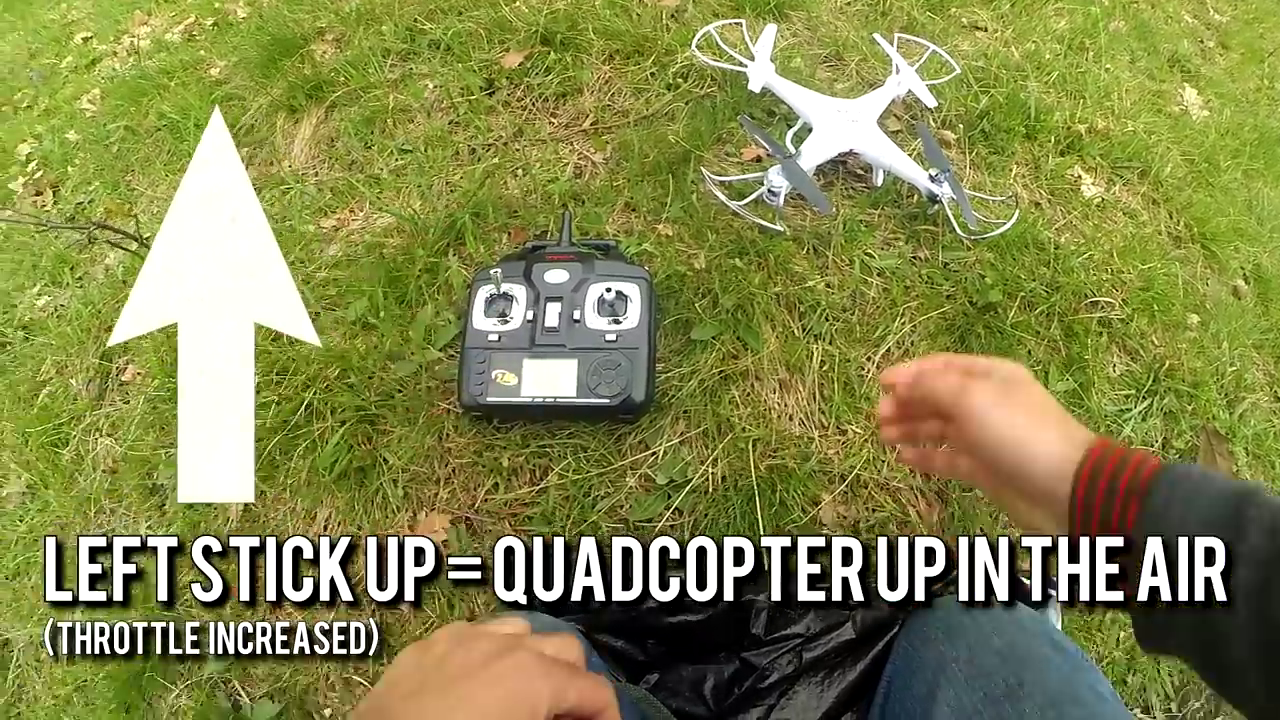 LEFT STICK UP = QUADCOPTER UP IN THE AIR
(THROTTLE INCREASED)